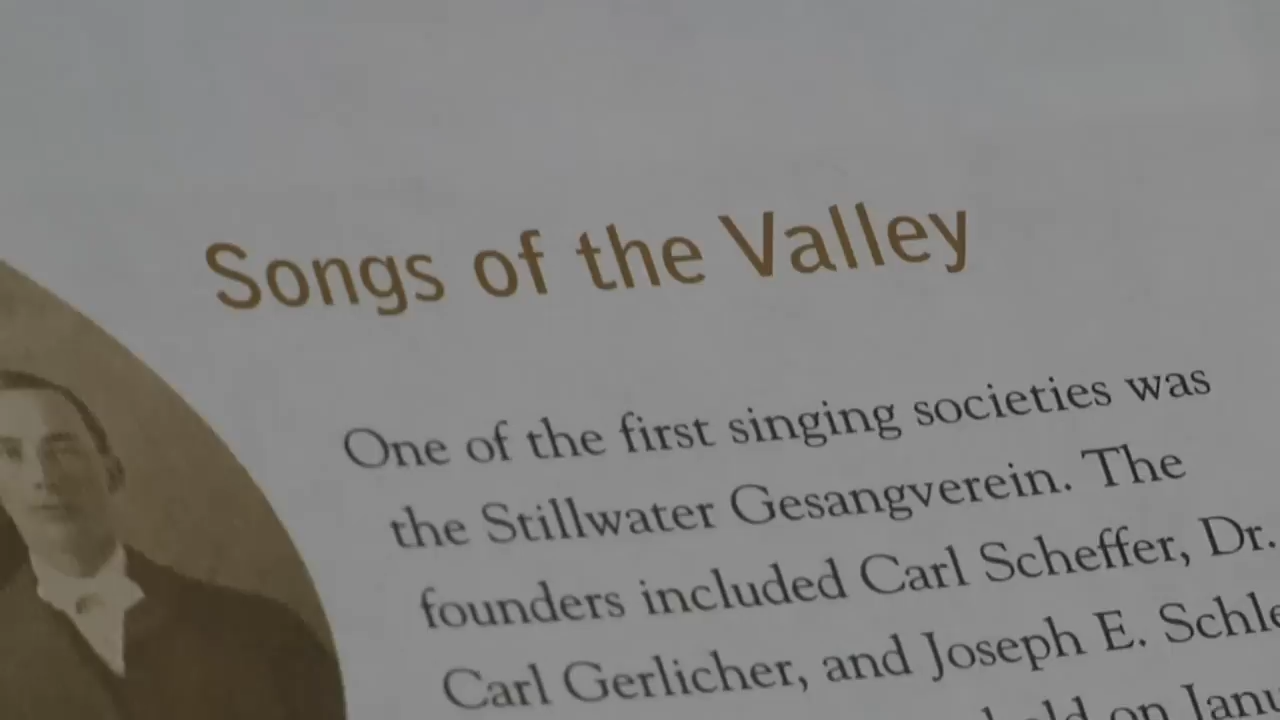 Songs of the Valley
One of the first singing societies was
the Stillwater Gesangverein. The
founders included Carl Scheffer, Dr.
Carl Gerlicher, and Joseph E.
on